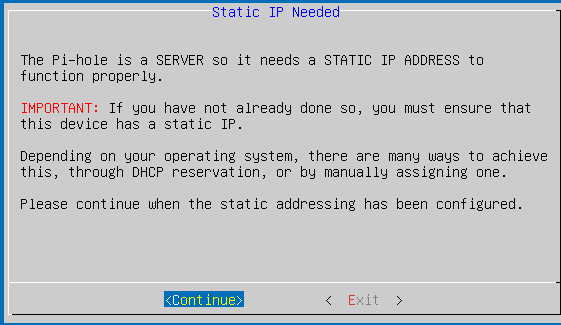 Static IP Needed
The Pi-hole is a SERVER so it needs a STATIC IP ADDRESS to
function properly.
IMPORTANT: If you have not already done so, you must ensure that
this device has a static IP.
Depending on your operating system, there are many ways to achieve
this, through DHCP reservation, or by manually assigning one.
Please continue when the static addressing has been configured.
<Continue> < Exit >